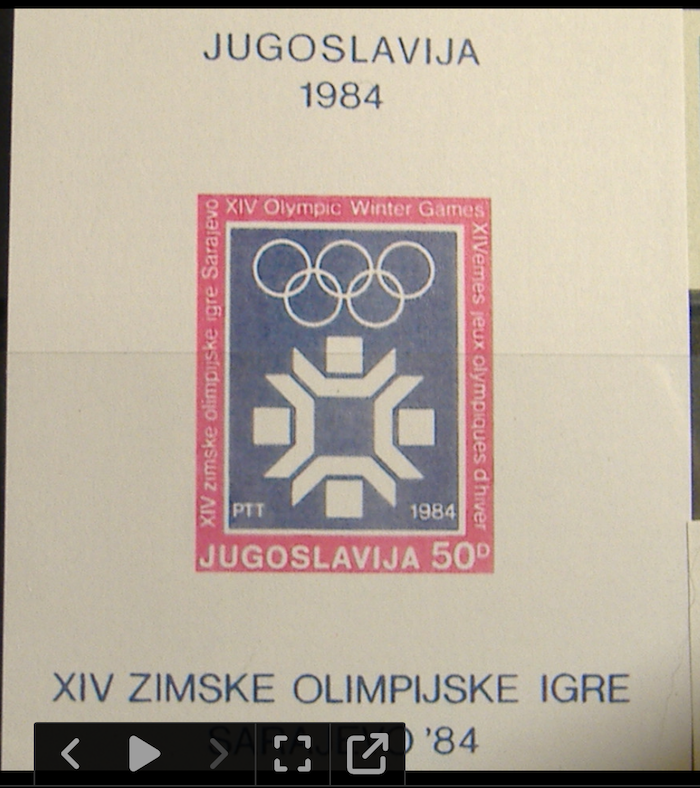 JUGOSLAVIJA
1984
XIV Olympic Winter Games
XIV zimske olimpijske igre Sarajevo
XIVemes jeux olympiques d'hiver
PTT
1984
JUGOSLAVIJA 50D
XIV ZIMSKE OLIMPIJSKE IGRE
SARAJEVO '84